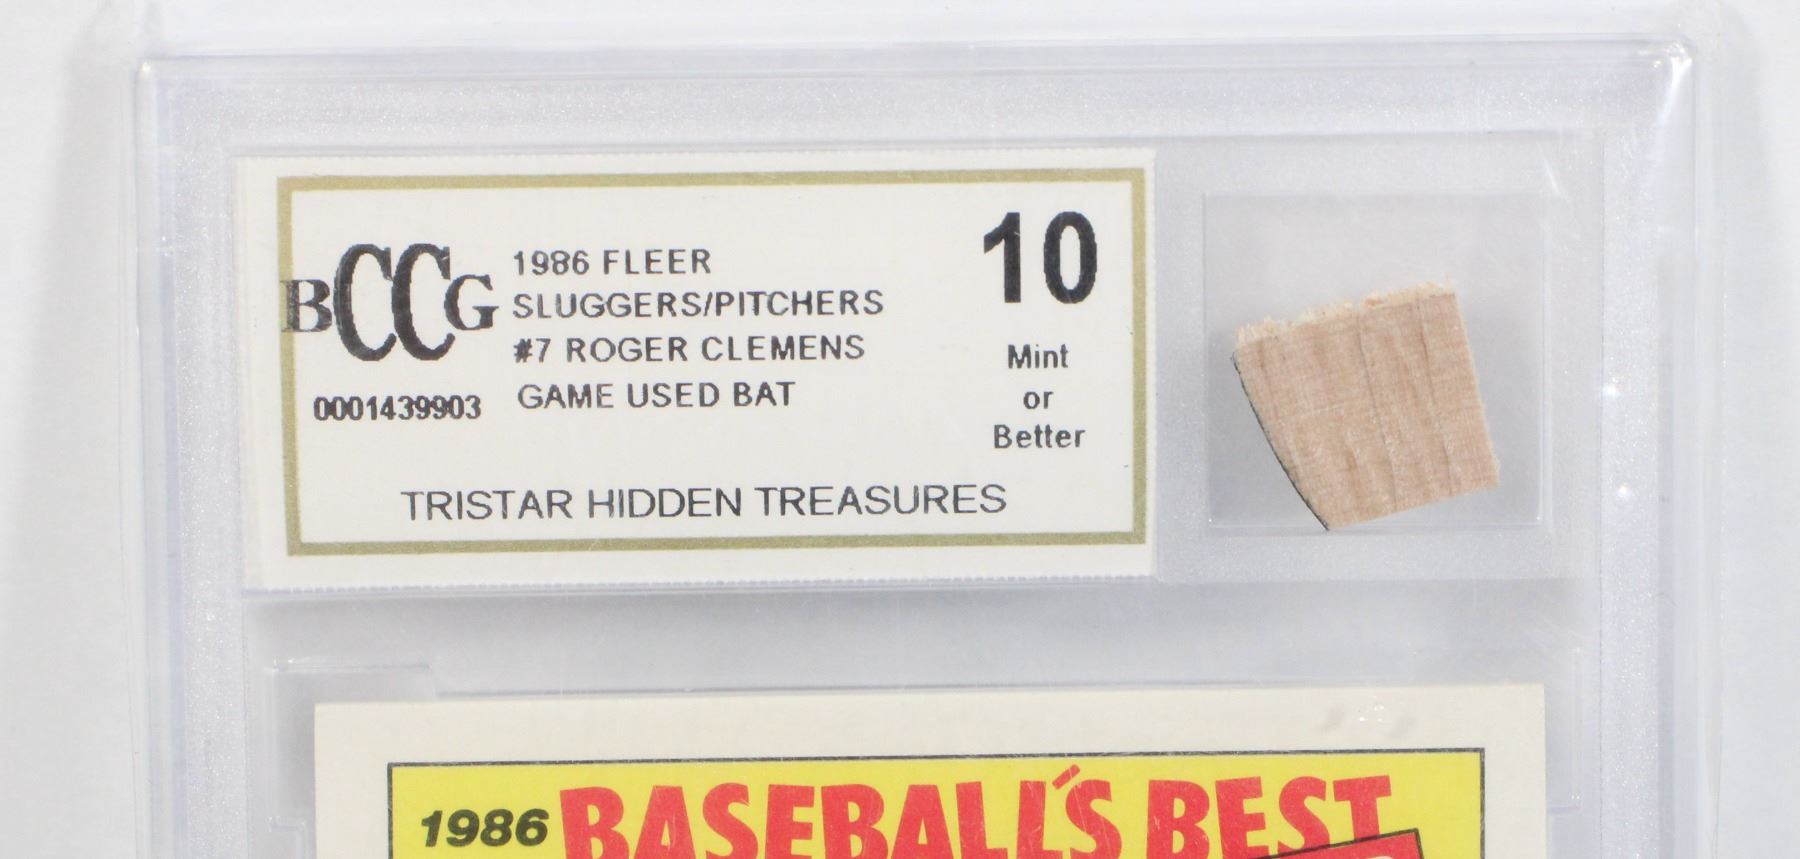 BCCG
0001439903
1986 FLEER
SLUGGERS/PITCHERS
#7 ROGER CLEMENS
GAME USED BAT
10
Mint
or
Better
TRISTAR HIDDEN TREASURES
1986 BASEBALL'S BEST